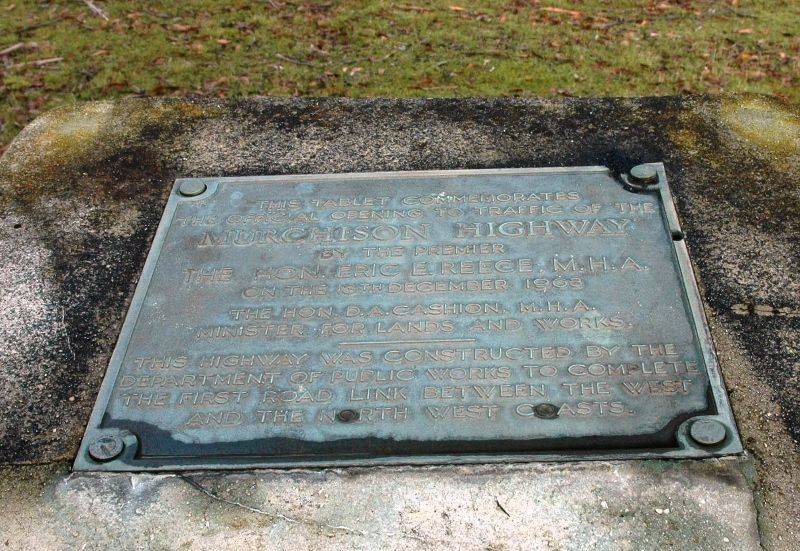 THIS TABLET COMMEMORATES
THE OFFICIAL OPENING TO TRAFFIC OF THE
MURCHISON HIGHWAY
BY THE PREMIER
THE HON. ERIC E. REECE, M.H.A.
ON THE DECEMBER 1963
THE HON. D.A. CASHION, M.H.A.
MINISTER FOR LANDS AND WORKS.
THIS HIGHWAY WAS CONSTRUCTED BY THE
DEPARTMENT OF PUBLIC WORKS TO COMPLETE
THE FIRST ROAD LINK BETWEEN THE WEST
AND THE NORTH WEST COASTS.